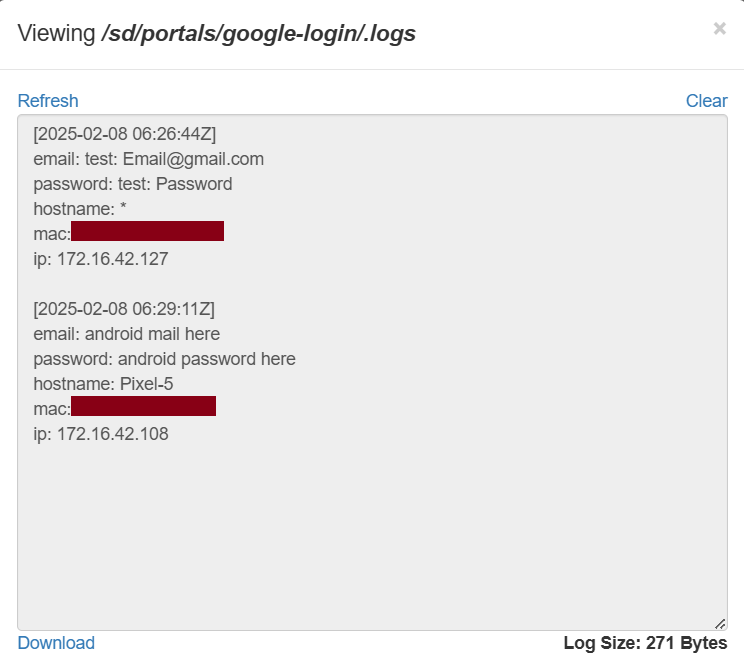 Viewing /sd/portals/google-login/.logs ×
Refresh Clear
[2025-02-08 06:26:44Z]
email: test: Email@gmail.com
password: test: Password
hostname: *
mac:
ip: 172.16.42.127
[2025-02-08 06:29:11Z]
email: android mail here
password: android password here
hostname: Pixel-5
mac:
ip: 172.16.42.108
Download Log Size: 271 Bytes